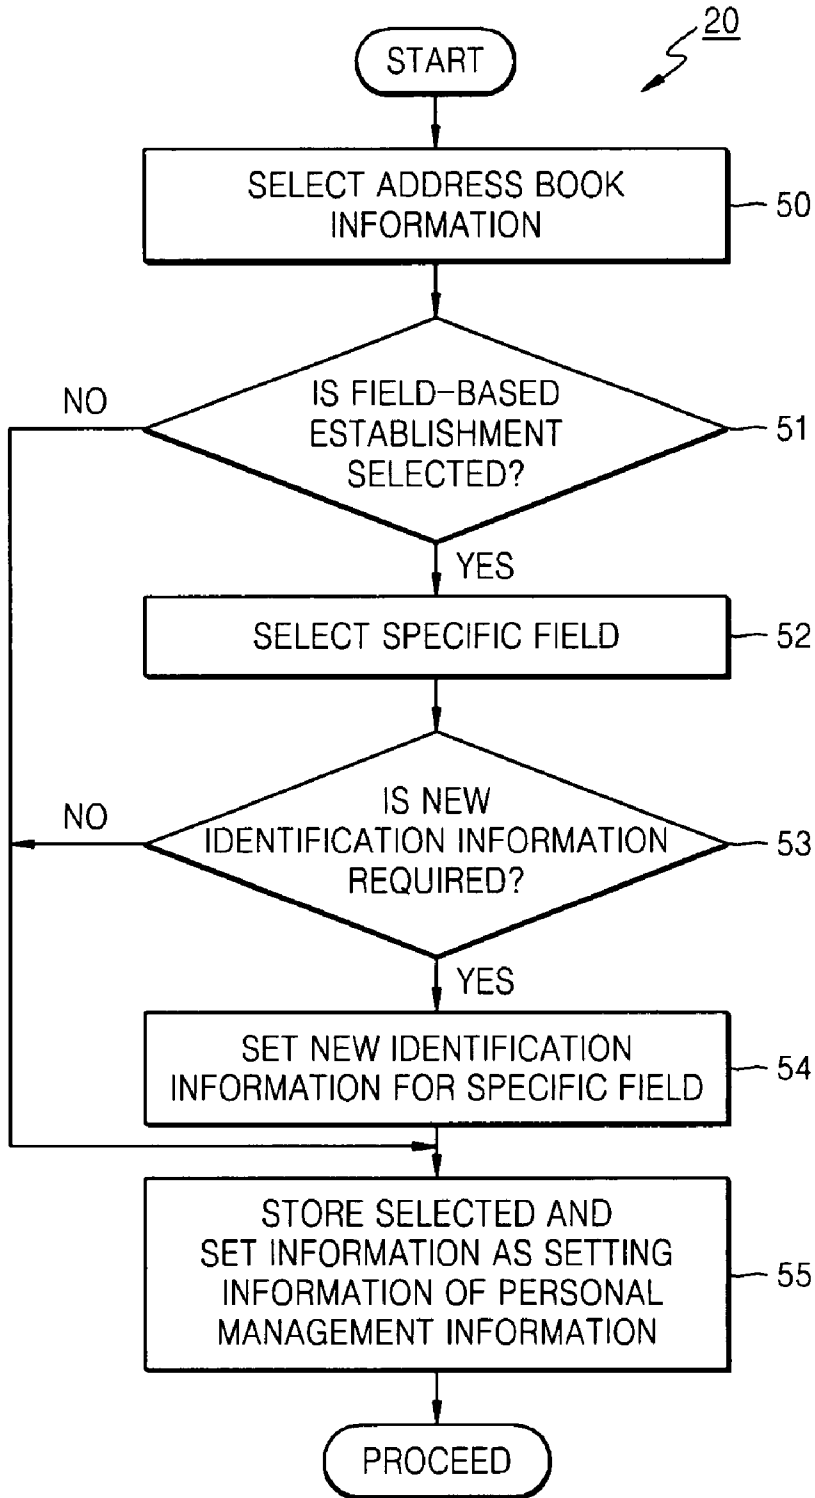 20
START
SELECT ADDRESS BOOK
INFORMATION
50
IS FIELD-BASED
ESTABLISHMENT
SELECTED?
51
NO
YES
SELECT SPECIFIC FIELD
52
IS NEW
IDENTIFICATION INFORMATION
REQUIRED?
53
NO
YES
SET NEW IDENTIFICATION
INFORMATION FOR SPECIFIC FIELD
54
STORE SELECTED AND
SET INFORMATION AS SETTING
INFORMATION OF PERSONAL
MANAGEMENT INFORMATION
55
PROCEED